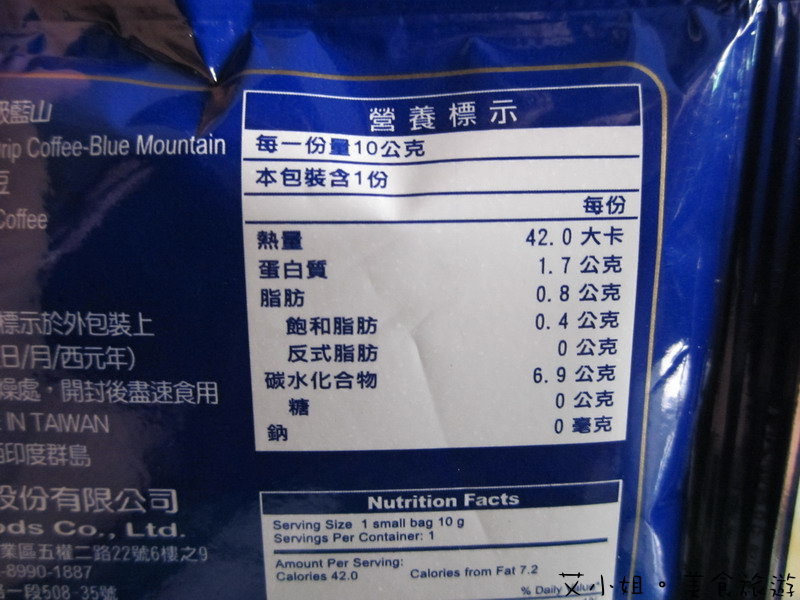 藍山
rip Coffee-Blue Mountain
豆
Coffee
標示於外包裝上
日/月/西元年)
燥處，開封後盡速食用
IN TAIWAN
印度群島
股份有限公司
ods Co., Ltd.
業區五權二路22號6樓之9
-8990-1887
一段508-35號
營養標示
每一份量10公克
本包裝含1份
每份
熱量 42.0 大卡
蛋白質 1.7 公克
脂肪 0.8 公克
飽和脂肪 0.4 公克
反式脂肪 0 公克
碳水化合物 6.9 公克
糖 0 公克
鈉 0 毫克
Nutrition Facts
Serving Size 1 small bag 10 g
Servings Per Container: 1
Amount Per Serving:
Calories 42.0 Calories from Fat 7.2
% Daily Value
艾小姐。美食旅遊